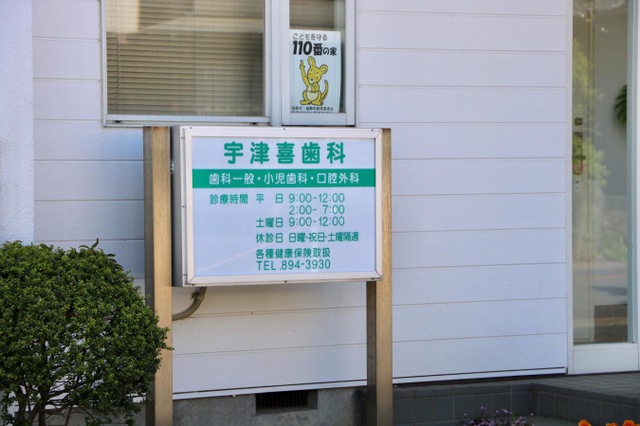 こどもを守る
110番の家
宇津喜歯科
歯科一般・小児歯科・口腔外科
診療時間 平 日 9:00-12:00
2:00- 7:00
土曜日 9:00-12:00
休診日 日曜・祝日・土曜隔週
各種健康保険取扱
TEL.894-3930